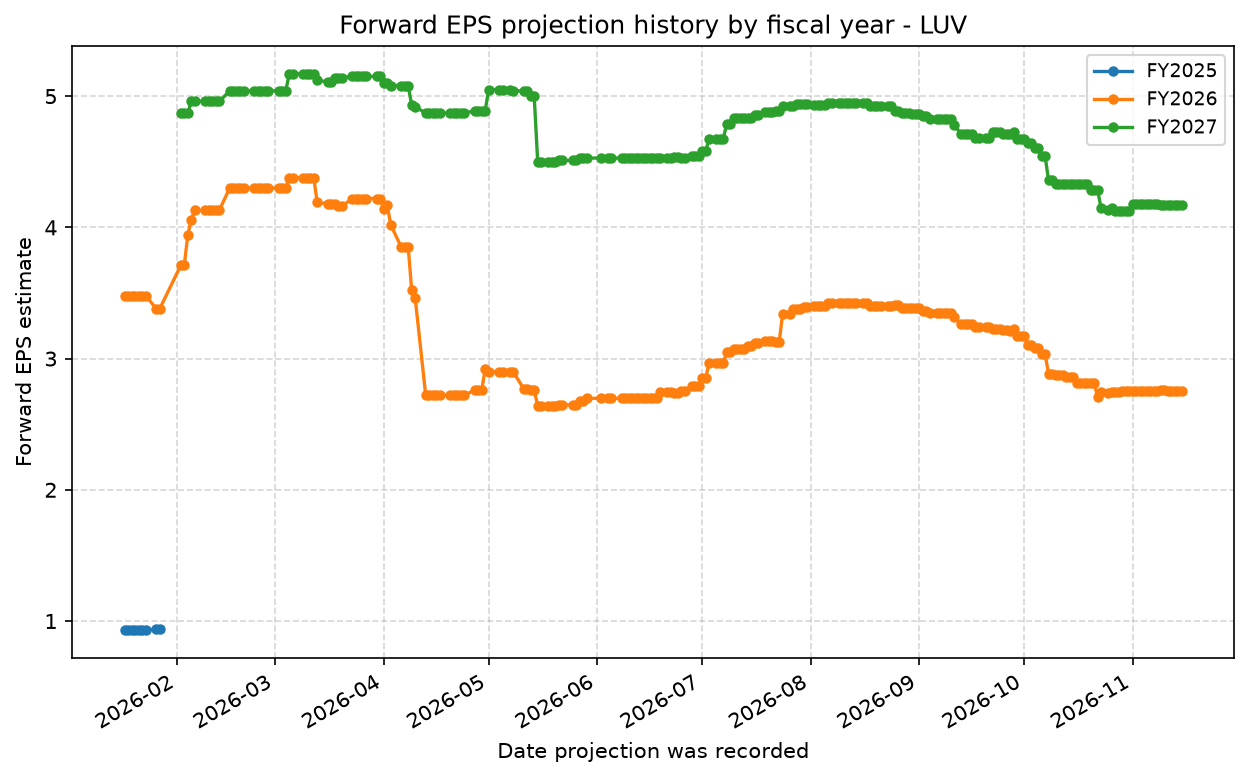 Forward EPS projection history by fiscal year - LUV
FY2025
FY2026
FY2027
Forward EPS estimate
5
4
3
2
1
2026-02
2026-03
2026-04
2026-05
2026-06
2026-07
2026-08
2026-09
2026-10
2026-11
Date projection was recorded